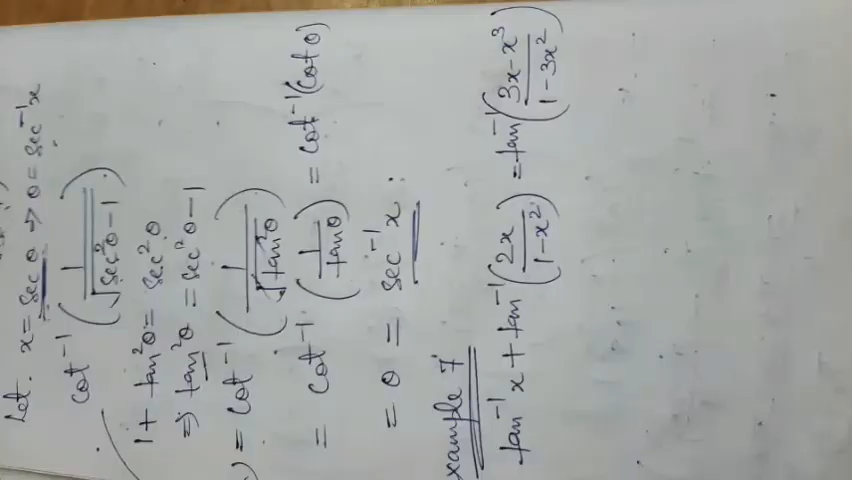 Let. x = sec θ ⇒ θ = sec⁻¹x
cot⁻¹ (1/√(sec²θ - 1)).
1 + tan²θ = sec²θ
⇒ tan²θ = sec²θ - 1
) = cot⁻¹ (1/√(tan²θ))
= cot⁻¹ (1/tanθ) = cot⁻¹(cotθ)
= θ = sec⁻¹x :
xample 7
tan⁻¹x + tan⁻¹(2x/(1-x²)) = tan⁻¹((3x-x³)/(1-3x²))